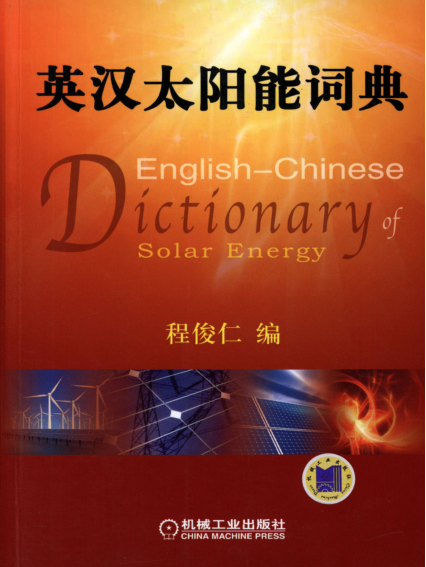 英汉太阳能词典
English-Chinese
Dictionary of
Solar Energy
程俊仁 编
机械工业出版社
CHINA MACHINE PRESS